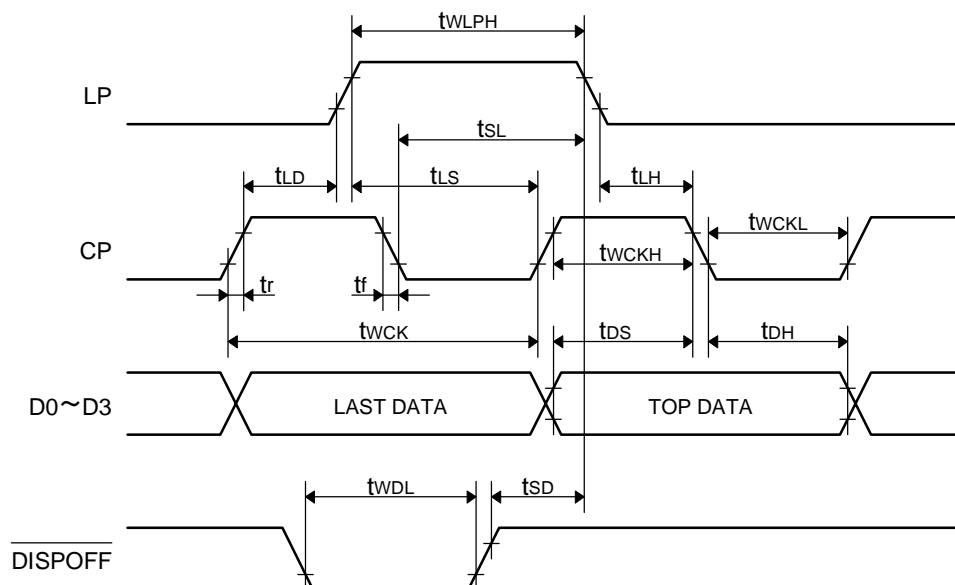 tWLPH
LP
tSL
tLD
tLS
tLH
CP
tWCKL
tWCKH
tr
tf
tWCK
tDS
tDH
D0～D3
LAST DATA
TOP DATA
tWDL
tSD
DISPOFF